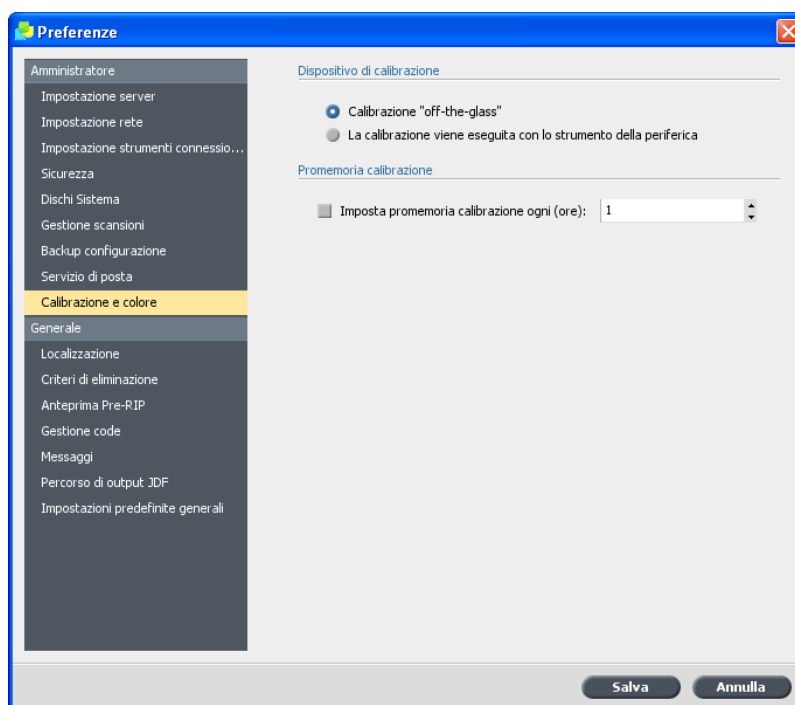 Preferenze
Amministratore
Impostazione server
Impostazione rete
Impostazione strumenti connessio...
Sicurezza
Dischi Sistema
Gestione scansioni
Backup configurazione
Servizio di posta
Calibrazione e colore
Generale
Localizzazione
Criteri di eliminazione
Anteprima Pre-RIP
Gestione code
Messaggi
Percorso di output JDF
Impostazioni predefinite generali
Dispositivo di calibrazione
Calibrazione "off-the-glass"
La calibrazione viene eseguita con lo strumento della periferica
Promemoria calibrazione
Imposta promemoria calibrazione ogni (ore): 1
Salva Annulla